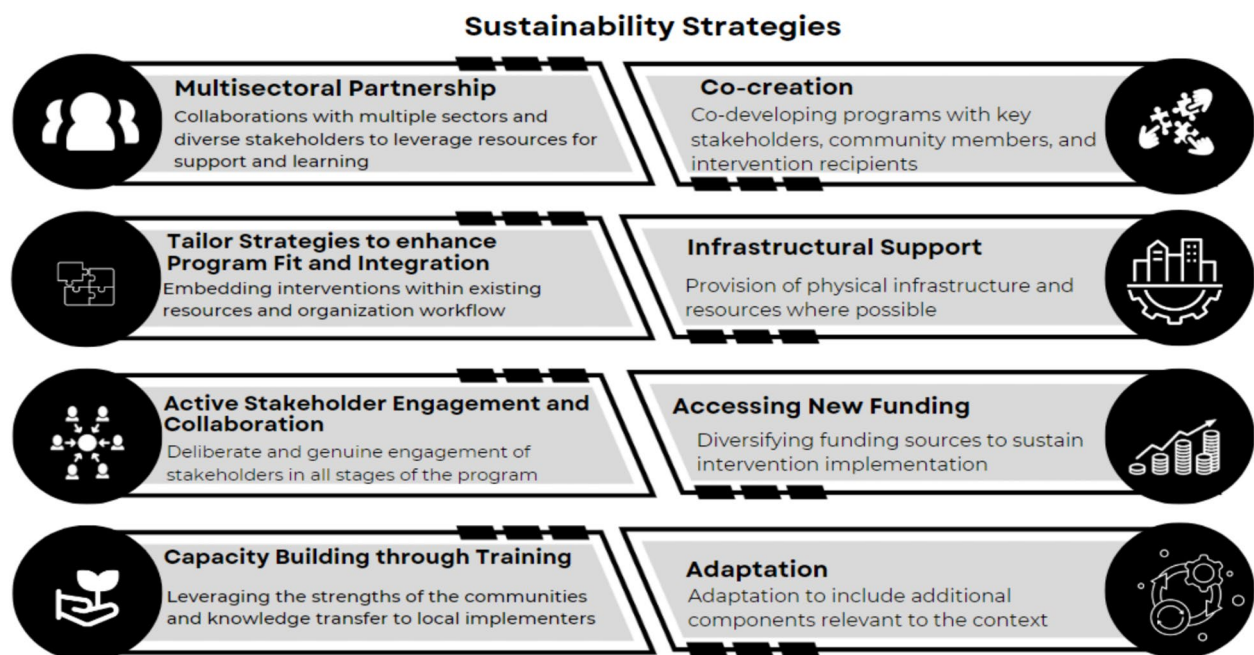 Sustainability Strategies
Multisectoral Partnership
Collaborations with multiple sectors and
diverse stakeholders to leverage resources for
support and learning
Co-creation
Co-developing programs with key
stakeholders, community members, and
intervention recipients
Tailor Strategies to enhance
Program Fit and Integration
Embedding interventions within existing
resources and organization workflow
Infrastructural Support
Provision of physical infrastructure and
resources where possible
Active Stakeholder Engagement and
Collaboration
Deliberate and genuine engagement of
stakeholders in all stages of the program
Accessing New Funding
Diversifying funding sources to sustain
intervention implementation
Capacity Building through Training
Leveraging the strengths of the communities
and knowledge transfer to local implementers
Adaptation
Adaptation to include additional
components relevant to the context